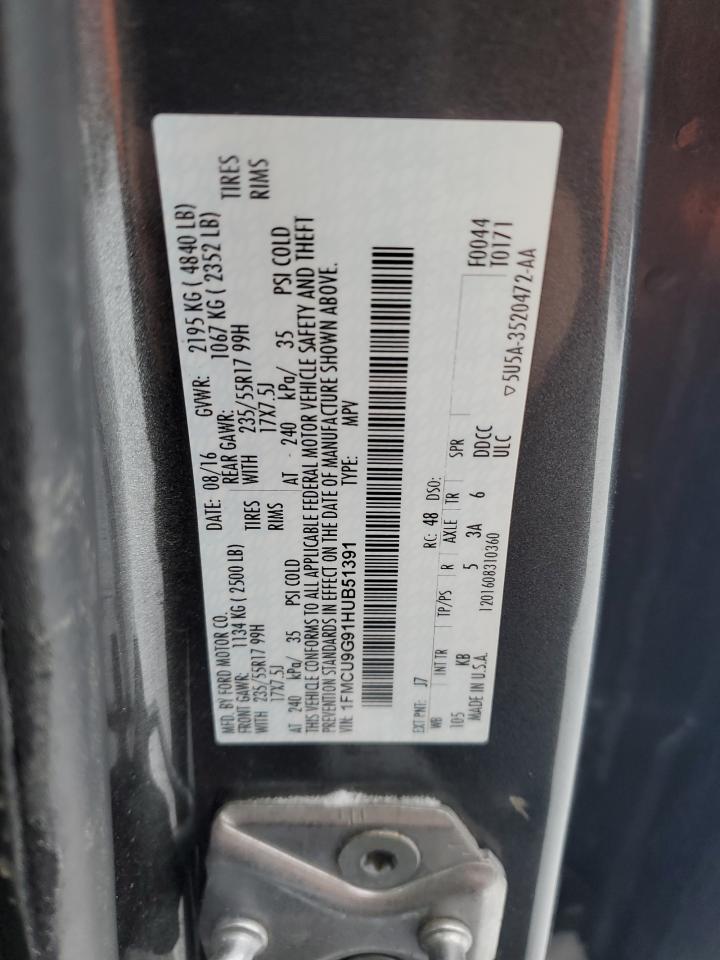 MFD. BY FORD MOTOR CO. DATE: 08/16 GVWR: 2195 KG ( 4840 LB)
FRONT GAWR: 1134 KG ( 2500 LB) REAR GAWR: 1067 KG ( 2352 LB)
WITH 235/55R17 99H TIRES WITH 235/55R17 99H TIRES
17X7.5J RIMS 17X7.5J RIMS
AT 240 kPa/ 35 PSI COLD AT 240 kPa/ 35 PSI COLD
THIS VEHICLE CONFORMS TO ALL APPLICABLE FEDERAL MOTOR VEHICLE SAFETY AND THEFT
PREVENTION STANDARDS IN EFFECT ON THE DATE OF MANUFACTURE SHOWN ABOVE.
VIN: 1FMCU9G91HUB51391 TYPE: MPV
EXT PNT: J7 RC: 48 DSO:
WB INT TR TP/PS R AXLE TR SPR F0044
105 KB 5 3A 6 DDCC T0171
MADE IN U.S.A. 1201608310360 ULC
▽5U5A-3520472-AA